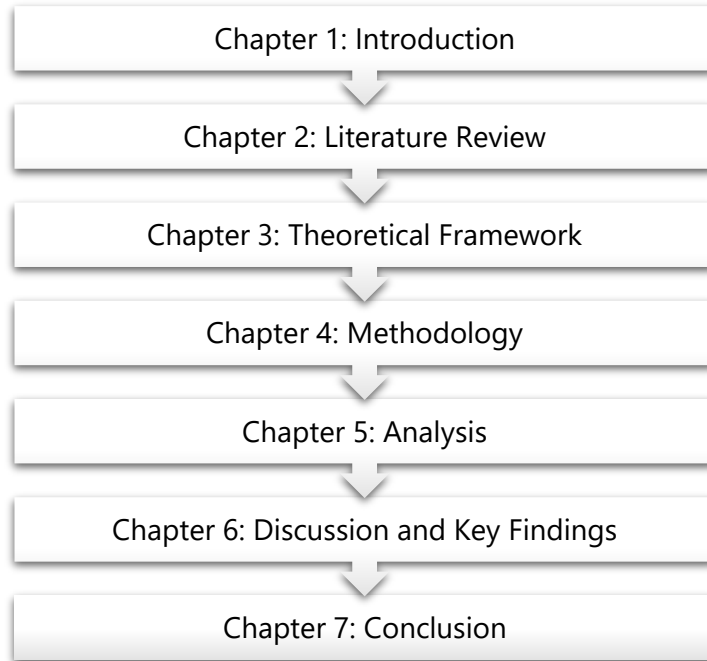 Chapter 1: Introduction
Chapter 2: Literature Review
Chapter 3: Theoretical Framework
Chapter 4: Methodology
Chapter 5: Analysis
Chapter 6: Discussion and Key Findings
Chapter 7: Conclusion